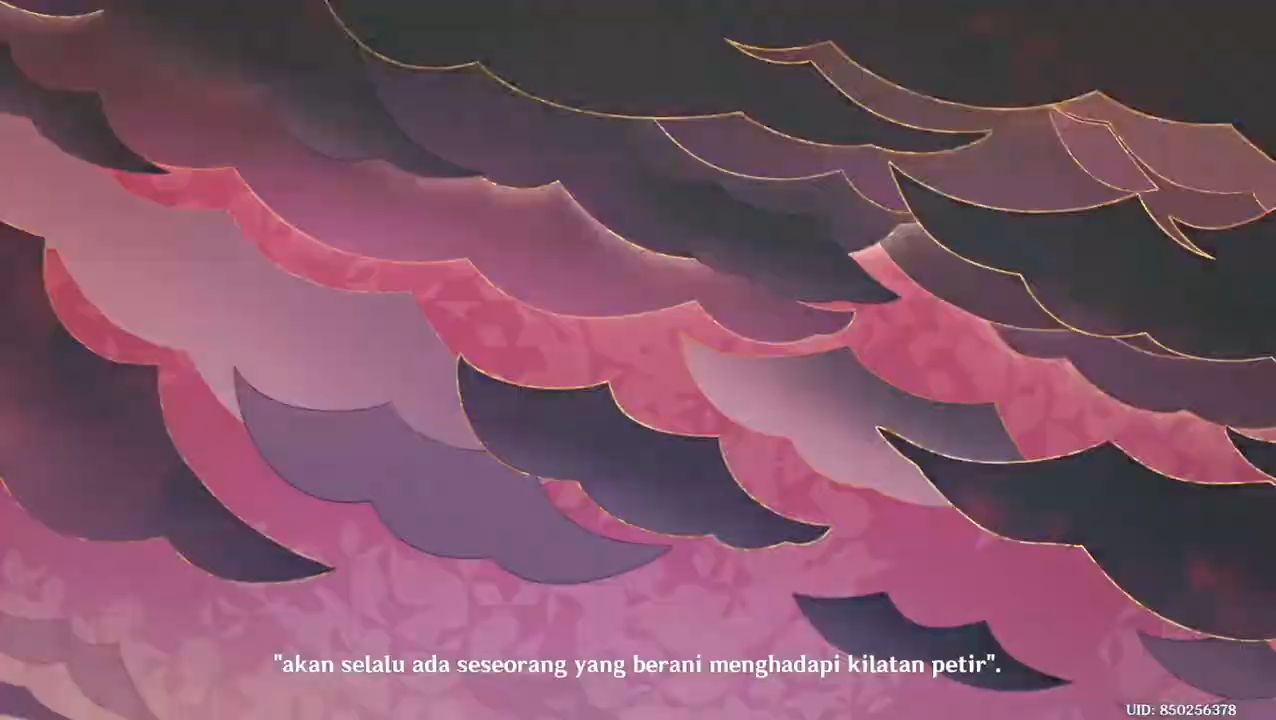 "akan selalu ada seseorang yang berani menghadapi kilatan petir".
UID: 850256378